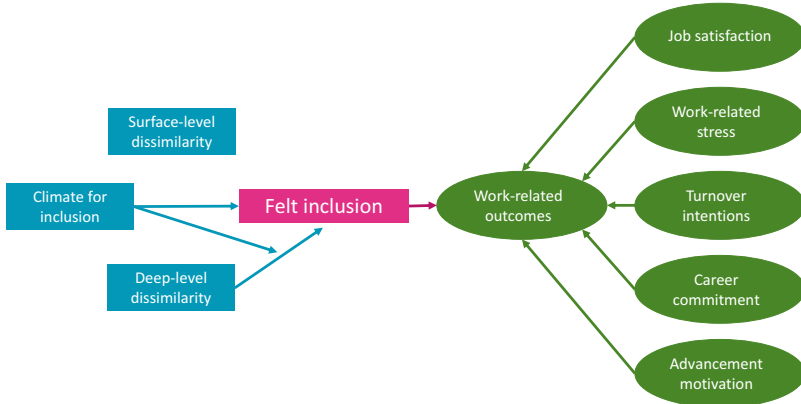 Job satisfaction
Surface-level
dissimilarity
Work-related
stress
Climate for
inclusion
Felt inclusion
Work-related
outcomes
Turnover
intentions
Deep-level
dissimilarity
Career
commitment
Advancement
motivation